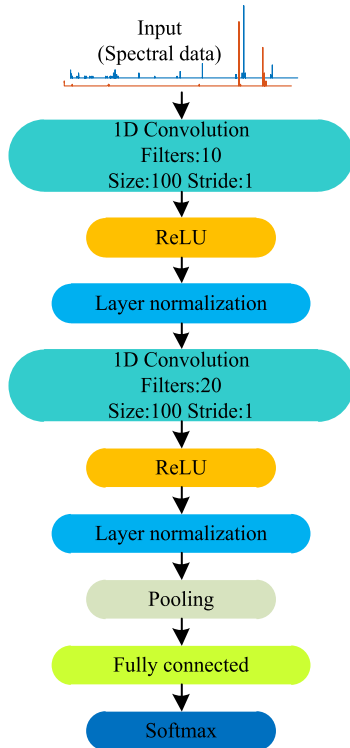 Input
(Spectral data)
1D Convolution
Filters:10
Size:100 Stride:1
ReLU
Layer normalization
1D Convolution
Filters:20
Size:100 Stride:1
ReLU
Layer normalization
Pooling
Fully connected
Softmax